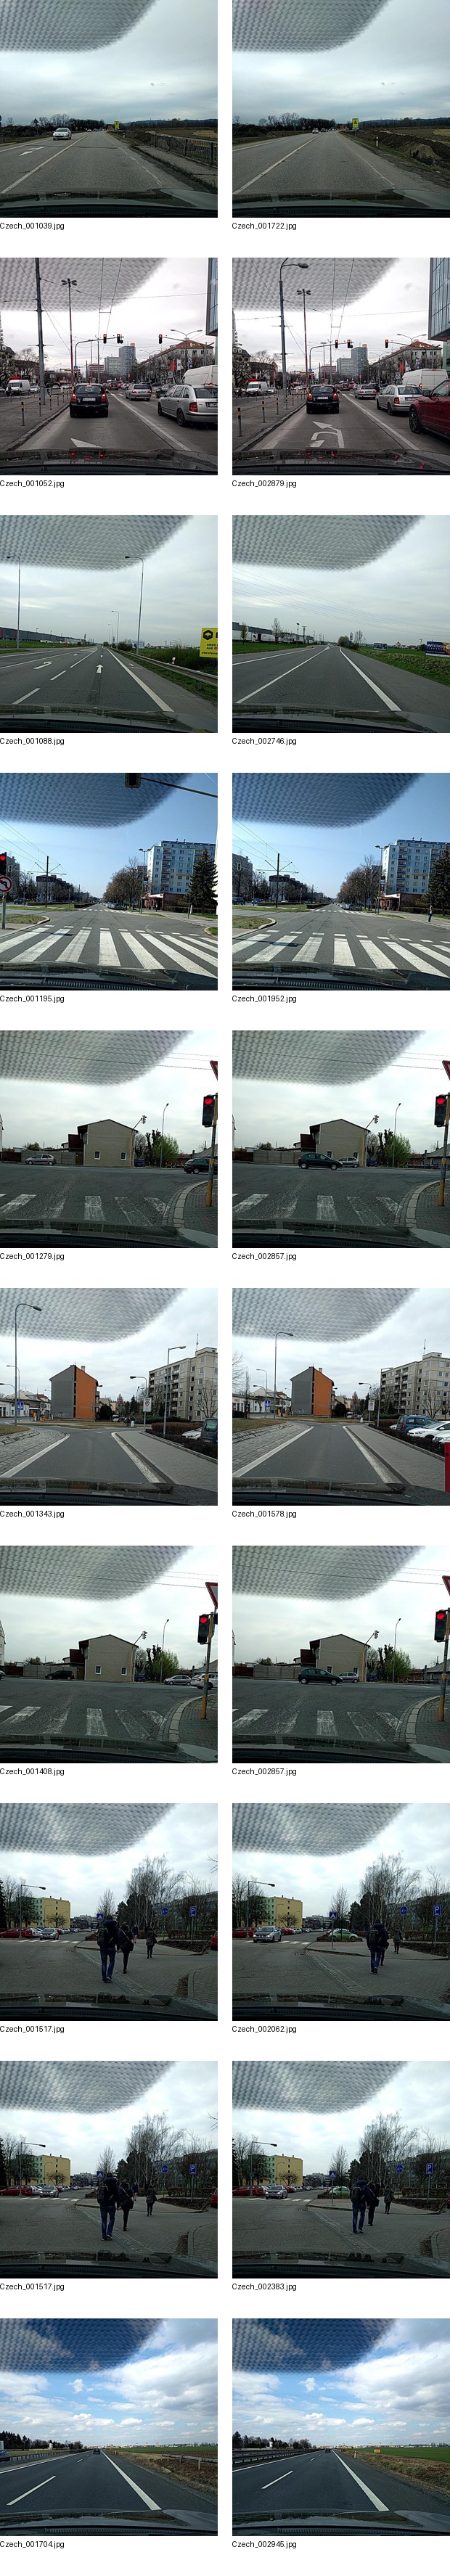 Czech_001039.jpg Czech_001722.jpg
Czech_001052.jpg Czech_002879.jpg
Czech_001088.jpg Czech_002746.jpg
Czech_001195.jpg Czech_001952.jpg
Czech_001279.jpg Czech_002857.jpg
Czech_001343.jpg Czech_001578.jpg
Czech_001408.jpg Czech_002857.jpg
Czech_001517.jpg Czech_002062.jpg
Czech_001517.jpg Czech_002383.jpg
Czech_001704.jpg Czech_002945.jpg